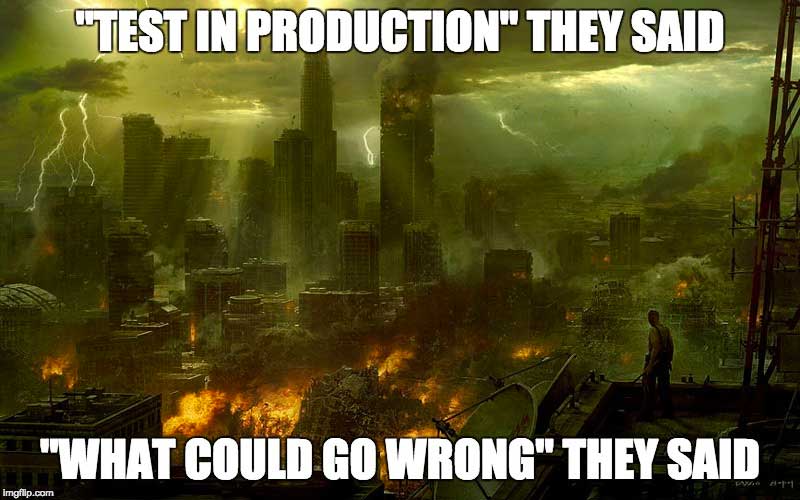 "TEST IN PRODUCTION" THEY SAID
"WHAT COULD GO WRONG" THEY SAID
imgflip.com